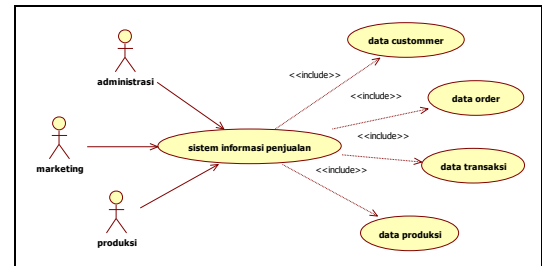 data custommer
administrasi
<<include>>
<<include>>
data order
<<include>>
sistem informasi penjualan
marketing
data transaksi
<<include>>
produksi
data produksi